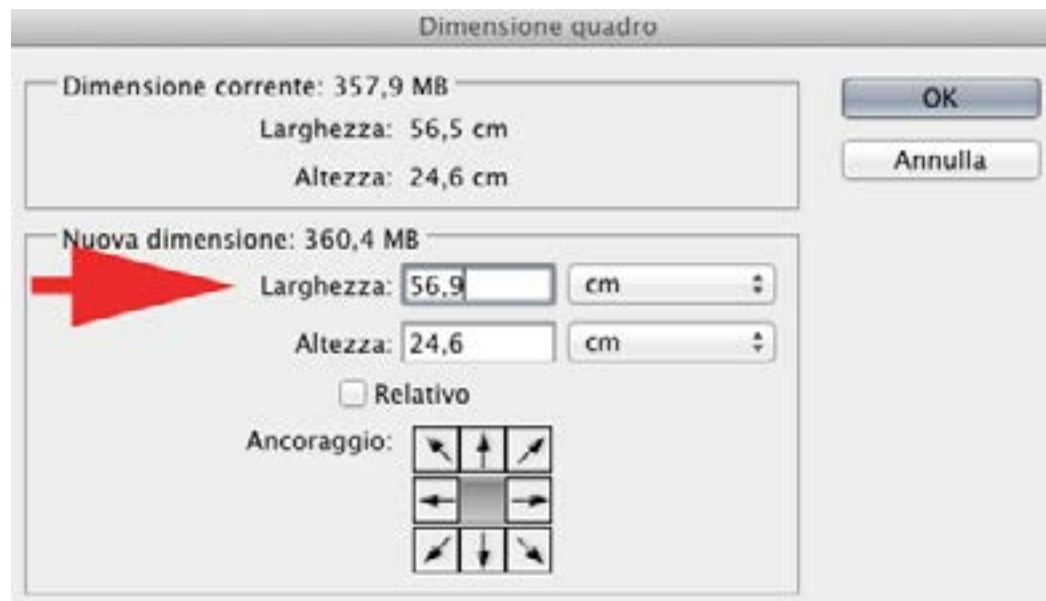 Dimensione quadro
Dimensione corrente: 357,9 MB
Larghezza: 56,5 cm
Altezza: 24,6 cm
OK
Annulla
Nuova dimensione: 360,4 MB
Larghezza: 56,9 cm
Altezza: 24,6 cm
Relativo
Ancoraggio: